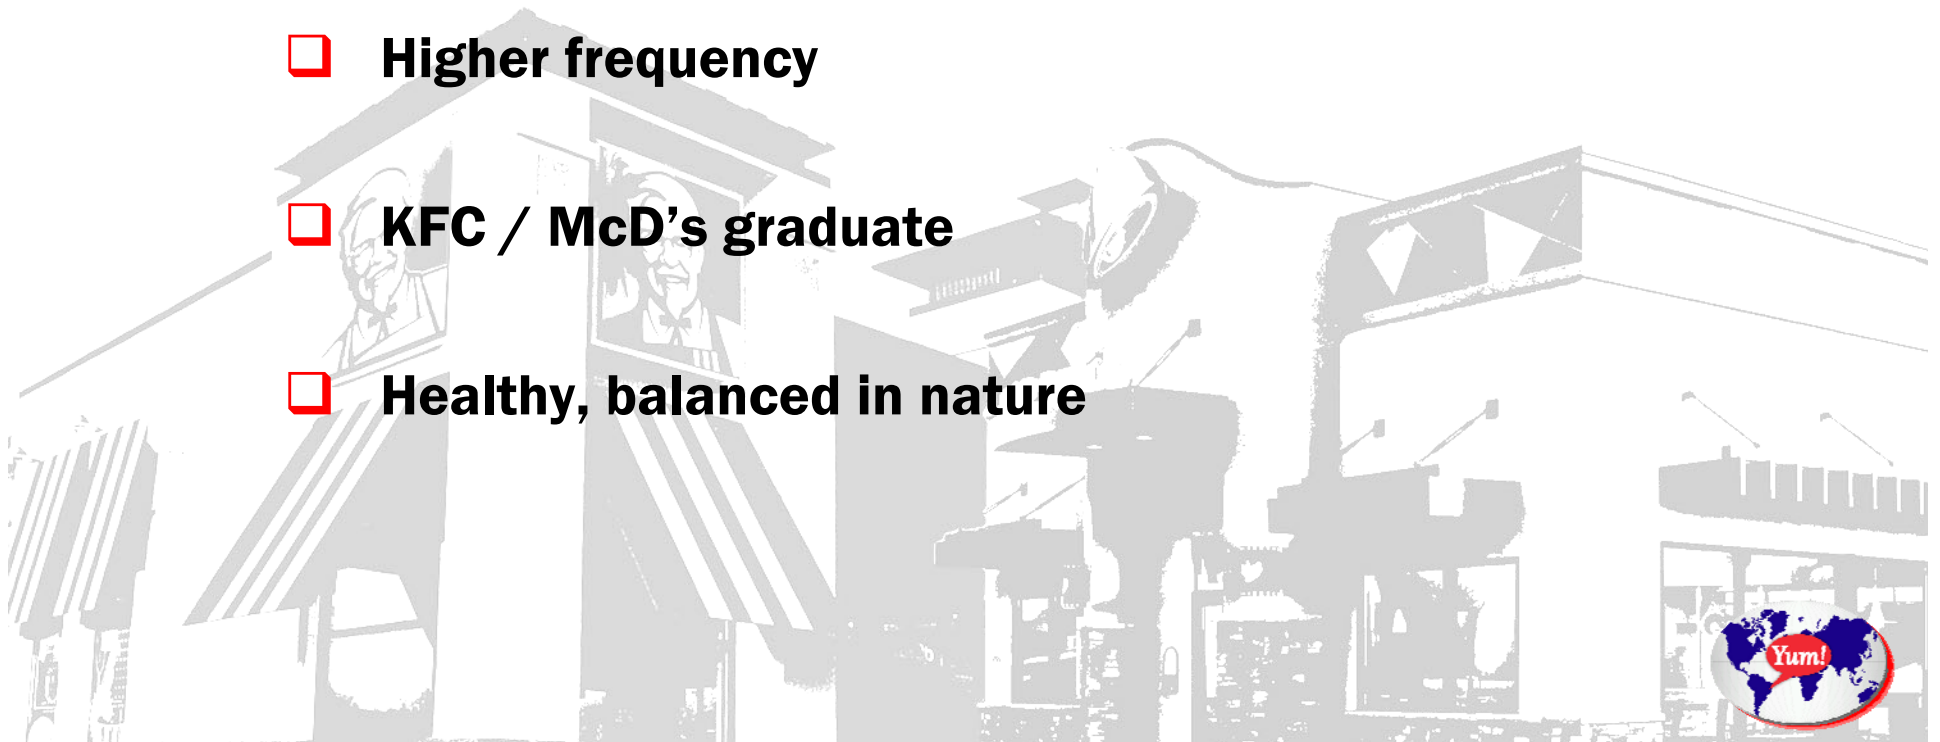 Higher frequency
KFC / McD’s graduate
Healthy, balanced in nature
Yum!